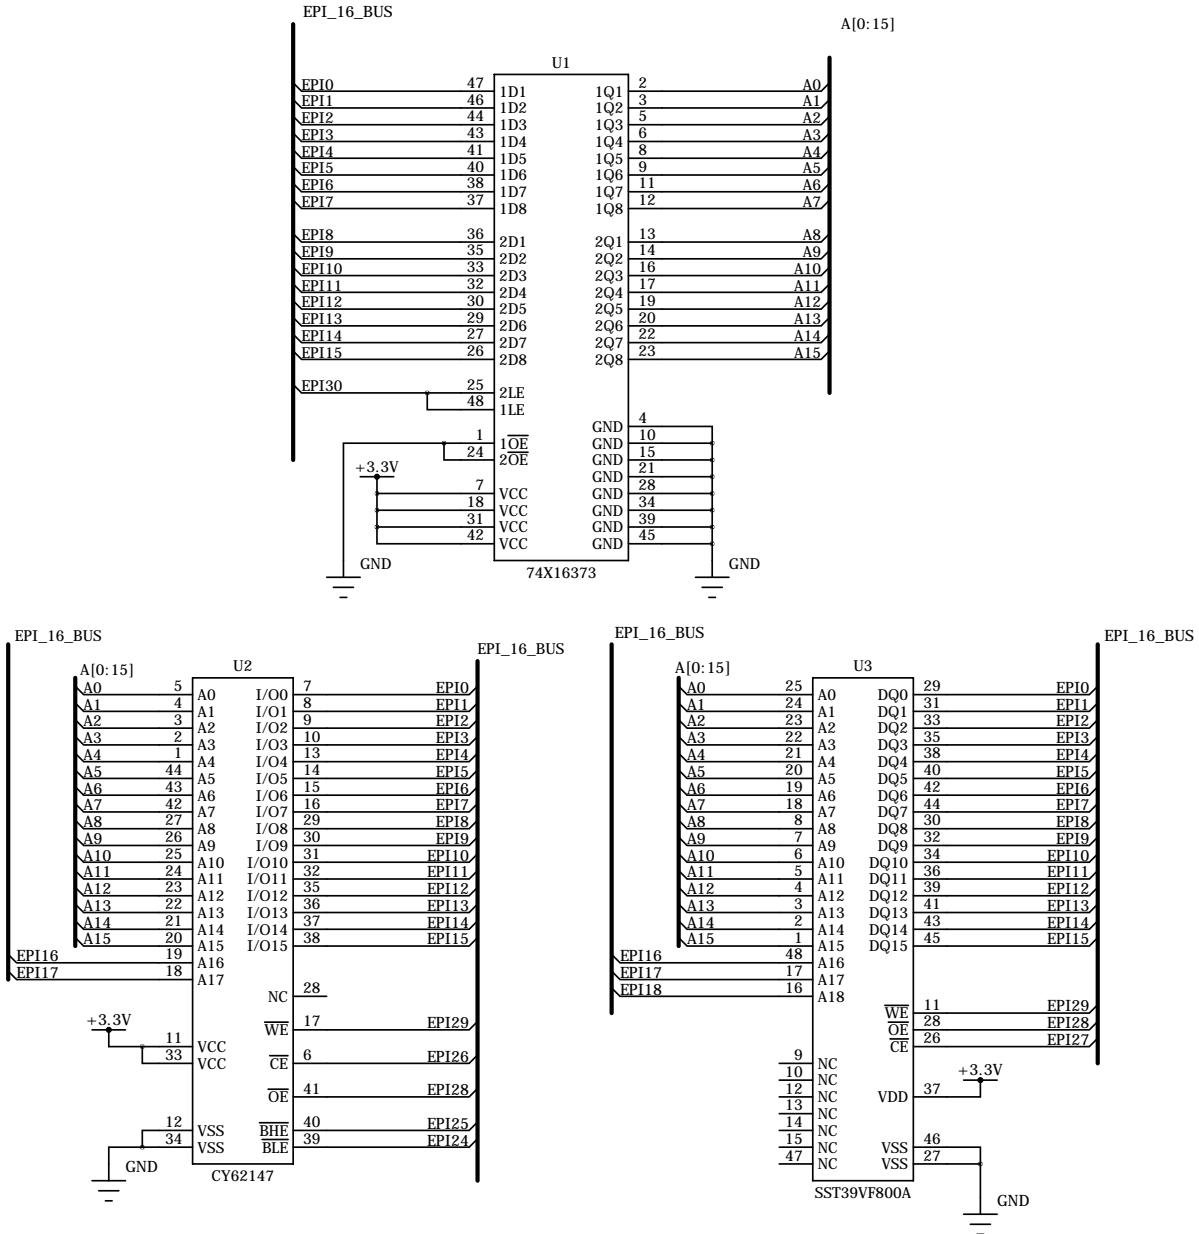 EPI_16_BUS
A[0:15]
U1
EPI0 47 1D1 1Q1 2 A0
EPI1 46 1D2 1Q2 3 A1
EPI2 44 1D3 1Q3 5 A2
EPI3 43 1D4 1Q4 6 A3
EPI4 41 1D5 1Q5 8 A4
EPI5 40 1D6 1Q6 9 A5
EPI6 38 1D7 1Q7 11 A6
EPI7 37 1D8 1Q8 12 A7
EPI8 36 2D1 2Q1 13 A8
EPI9 35 2D2 2Q2 14 A9
EPI10 33 2D3 2Q3 16 A10
EPI11 32 2D4 2Q4 17 A11
EPI12 30 2D5 2Q5 19 A12
EPI13 29 2D6 2Q6 20 A13
EPI14 27 2D7 2Q7 22 A14
EPI15 26 2D8 2Q8 23 A15
EPI30 25 2LE
48 1LE
GND 4
1 1OE GND 10
24 2OE GND 15
+3.3V GND 21
7 VCC GND 28
18 VCC GND 34
31 VCC GND 39
42 VCC GND 45
GND GND
74X16373
EPI_16_BUS
EPI_16_BUS
A[0:15]
U2
A0 5 A0 I/O0 7 EPI0
A1 4 A1 I/O1 8 EPI1
A2 3 A2 I/O2 9 EPI2
A3 2 A3 I/O3 10 EPI3
A4 1 A4 I/O4 13 EPI4
A5 44 A5 I/O5 14 EPI5
A6 43 A6 I/O6 15 EPI6
A7 42 A7 I/O7 16 EPI7
A8 27 A8 I/O8 29 EPI8
A9 26 A9 I/O9 30 EPI9
A10 25 A10 I/O10 31 EPI10
A11 24 A11 I/O11 32 EPI11
A12 23 A12 I/O12 35 EPI12
A13 22 A13 I/O13 36 EPI13
A14 21 A14 I/O14 37 EPI14
A15 20 A15 I/O15 38 EPI15
EPI16 19 A16
EPI17 18 A17
NC 28
+3.3V WE 17 EPI29
11 VCC
33 VCC CE 6 EPI26
OE 41 EPI28
12 VSS BHE 40 EPI25
34 VSS BLE 39 EPI24
GND
CY62147
EPI_16_BUS
EPI_16_BUS
A[0:15]
U3
A0 25 A0 DQ0 29 EPI0
A1 24 A1 DQ1 31 EPI1
A2 23 A2 DQ2 33 EPI2
A3 22 A3 DQ3 35 EPI3
A4 21 A4 DQ4 38 EPI4
A5 20 A5 DQ5 40 EPI5
A6 19 A6 DQ6 42 EPI6
A7 18 A7 DQ7 44 EPI7
A8 8 A8 DQ8 30 EPI8
A9 7 A9 DQ9 32 EPI9
A10 6 A10 DQ10 34 EPI10
A11 5 A11 DQ11 36 EPI11
A12 4 A12 DQ12 39 EPI12
A13 3 A13 DQ13 41 EPI13
A14 2 A14 DQ14 43 EPI14
A15 1 A15 DQ15 45 EPI15
EPI16 48 A16
EPI17 17 A17
EPI18 16 A18
WE 11 EPI29
OE 28 EPI28
CE 26 EPI27
9 NC
10 NC +3.3V
12 NC VDD 37
13 NC
14 NC
15 NC VSS 46
47 NC VSS 27
SST39VF800A
GND